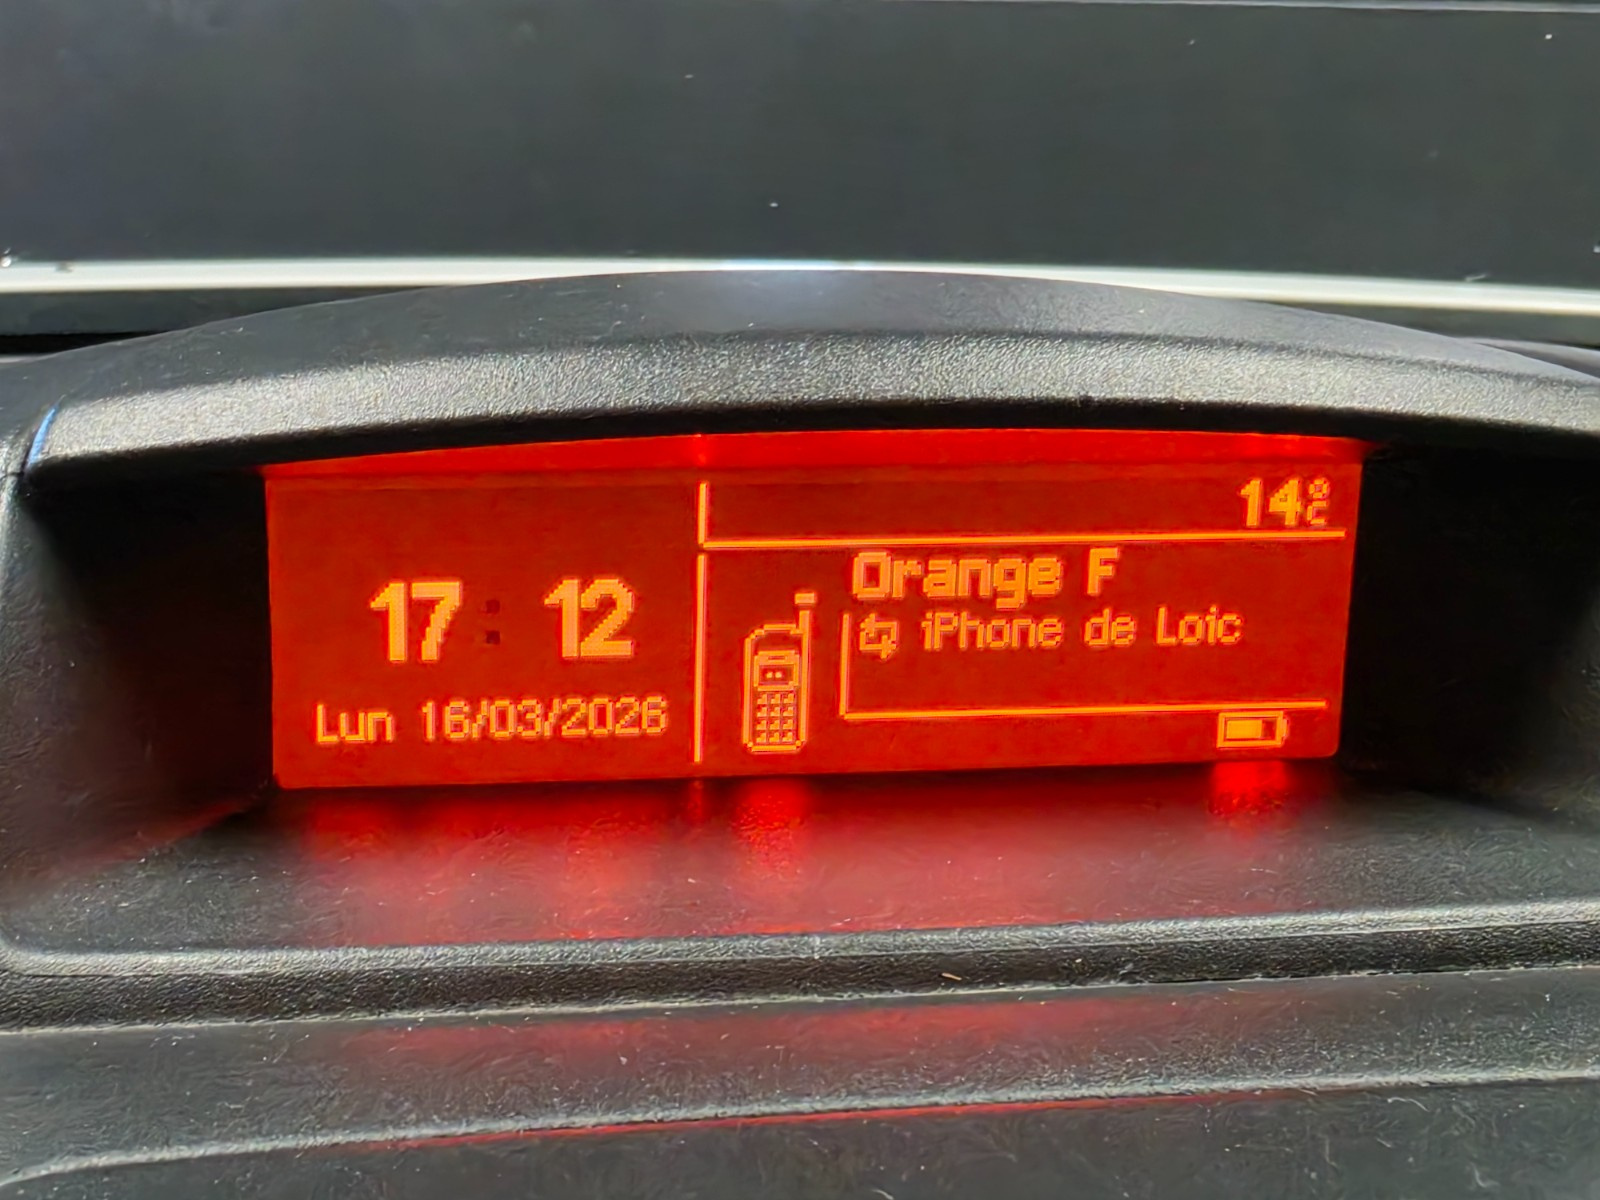 14°C
17:12
Lun 16/03/2026
Orange F
iPhone de Loic